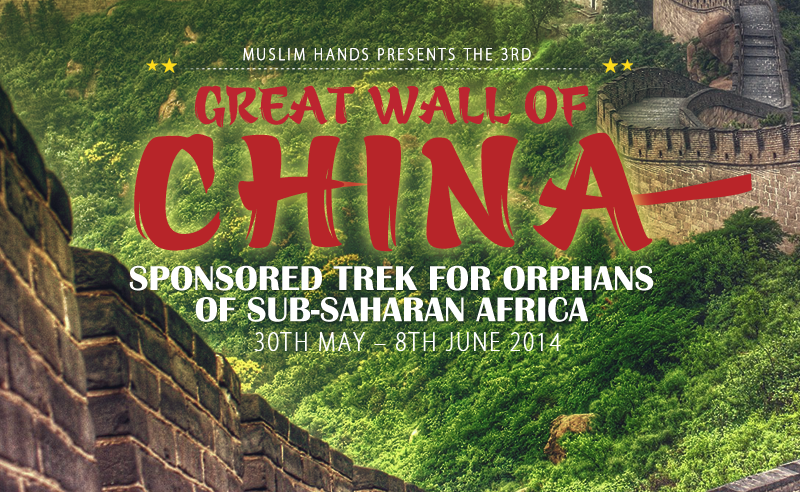 MUSLIM HANDS PRESENTS THE 3RD
GREAT WALL OF
CHINA
SPONSORED TREK FOR ORPHANS
OF SUB-SAHARAN AFRICA
30TH MAY – 8TH JUNE 2014